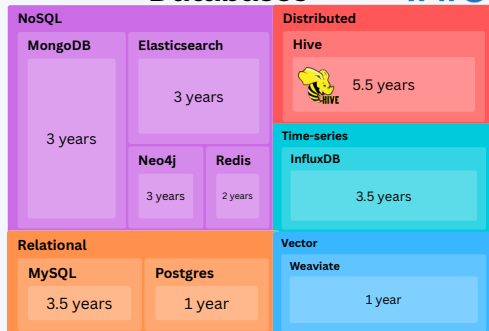 NoSQL
MongoDB
3 years
Elasticsearch
3 years
Neo4j
3 years
Redis
2 years
Distributed
Hive
HIVE
5.5 years
Time-series
InfluxDB
3.5 years
Relational
MySQL
3.5 years
Postgres
1 year
Vector
Weaviate
1 year